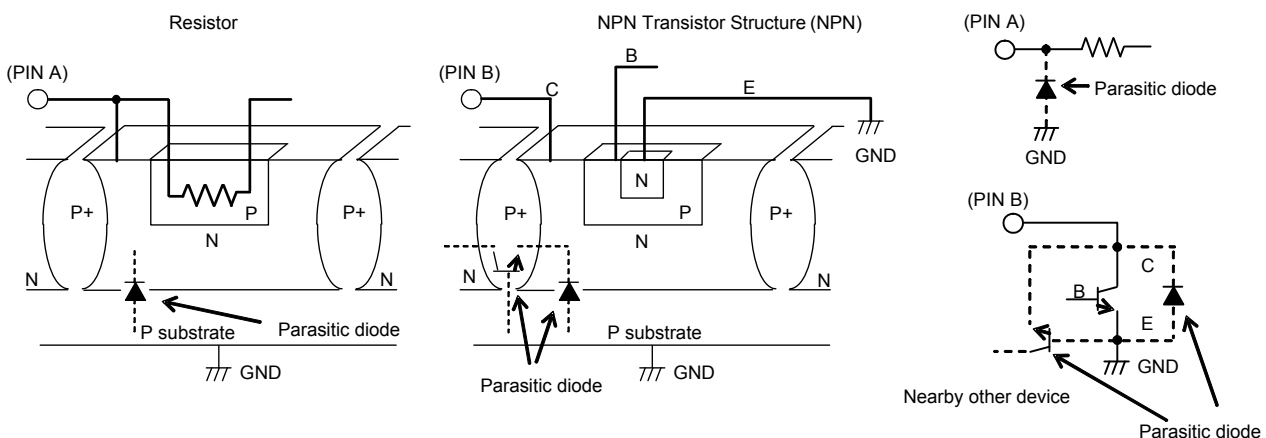 Resistor
(PIN A)
P+
P
P+
N
N
N
P substrate
Parasitic diode
GND
NPN Transistor Structure (NPN)
(PIN B)
C
B
E
GND
P+
N
P
P+
N
N
N
P substrate
Parasitic diode
GND
(PIN A)
Parasitic diode
GND
(PIN B)
C
B
E
GND
Nearby other device
Parasitic diode